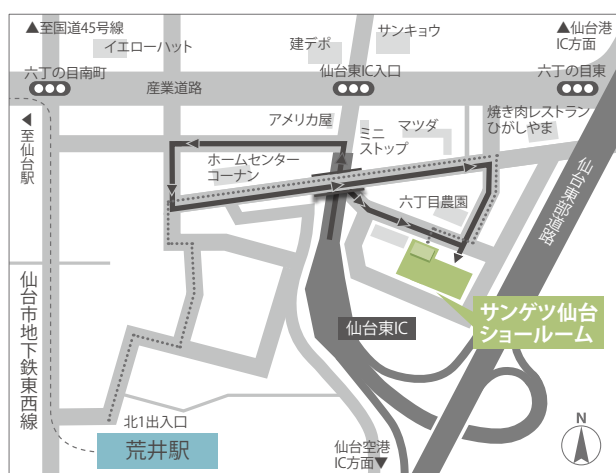 ▲至国道45号線
イエローハット
建デポ
サンキョウ
▲仙台港
IC方面
六丁の目南町
産業道路
仙台東IC入口
六丁の目東
▲至仙台駅
アメリカ屋
ミニ
ストップ
マツダ
焼き肉レストラン
ひがしやま
ホームセンター
コーナン
六丁目農園
仙台東部道路
仙台市地下鉄東西線
仙台東IC
サンゲツ仙台
ショールーム
北1出入口
荒井駅
仙台空港
IC方面▼
N